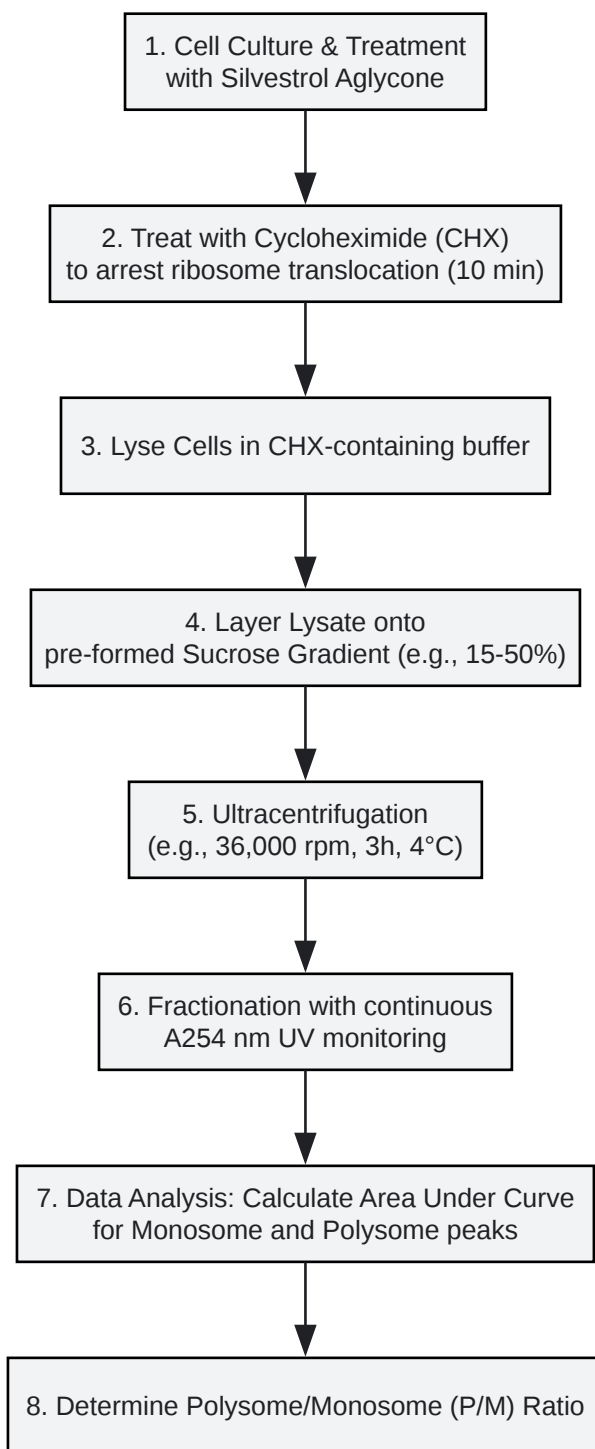 1. Cell Culture & Treatment
with Silvestrol Aglycone
2. Treat with Cycloheximide (CHX)
to arrest ribosome translocation (10 min)
3. Lyse Cells in CHX-containing buffer
4. Layer Lysate onto
pre-formed Sucrose Gradient (e.g., 15-50%)
5. Ultracentrifugation
(e.g., 36,000 rpm, 3h, 4°C)
6. Fractionation with continuous
A254 nm UV monitoring
7. Data Analysis: Calculate Area Under Curve
for Monosome and Polysome peaks
8. Determine Polysome/Monosome (P/M) Ratio